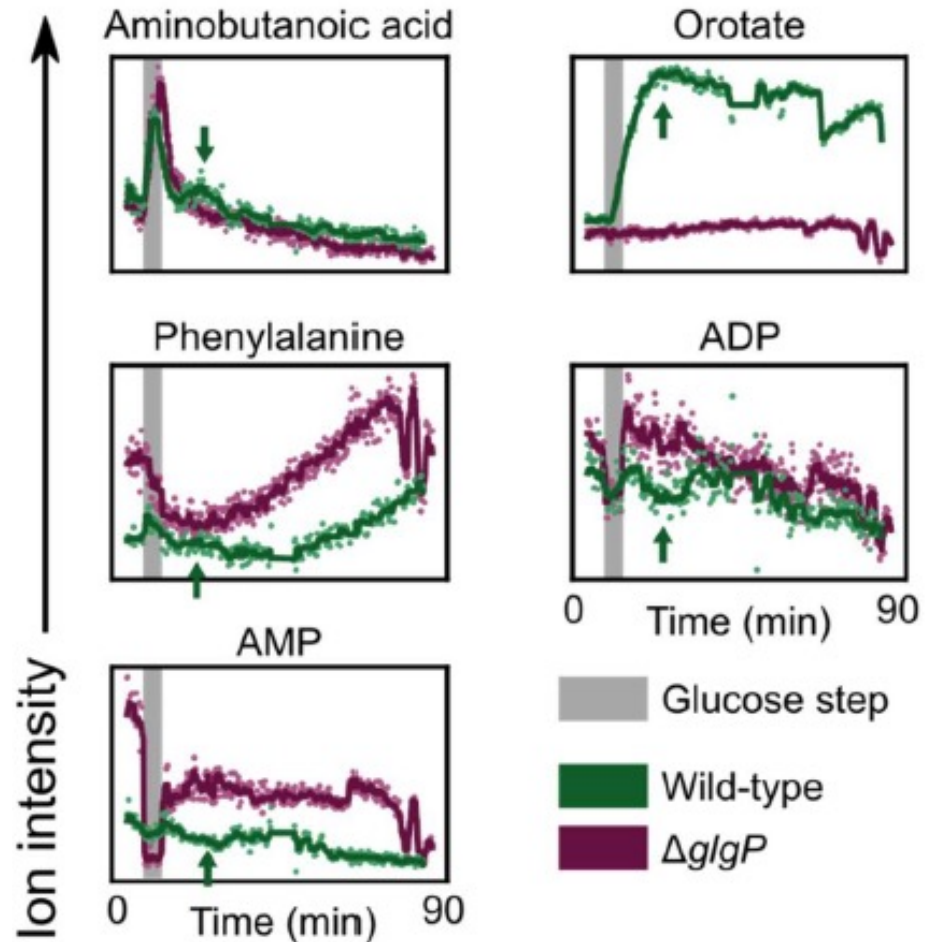 Aminobutanoic acid
Orotate
Phenylalanine
ADP
0
Time (min)
90
AMP
0
Time (min)
90
Ion intensity
Glucose step
Wild-type
ΔglgP